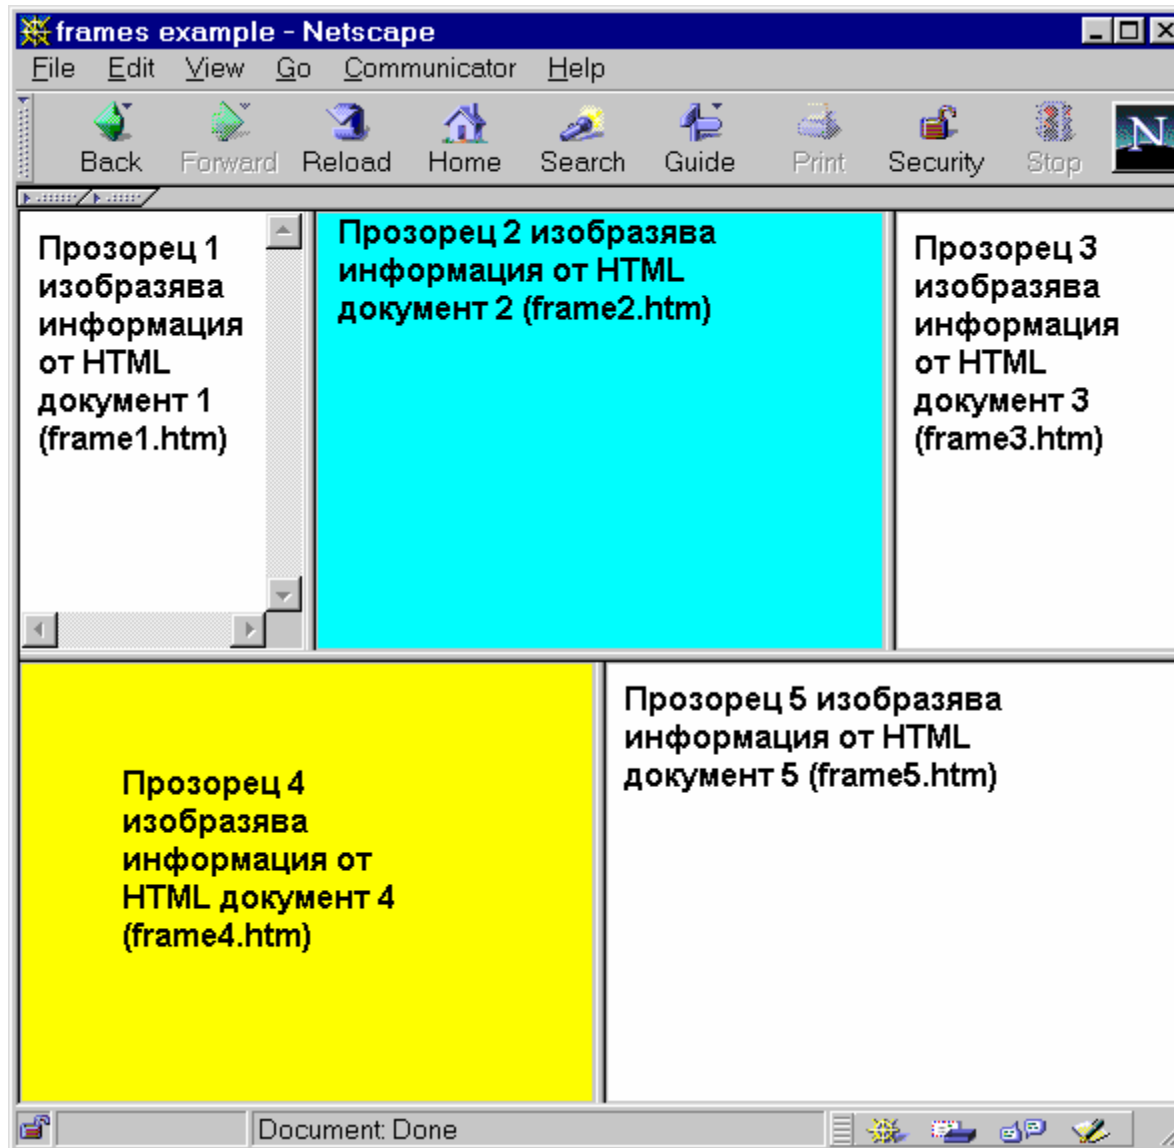 frames example - Netscape
File Edit View Go Communicator Help
Back Forward Reload Home Search Guide Print Security Stop
N
Прозорец 1
изобразява
информация
от HTML
документ 1
(frame1.htm)
Прозорец 2 изобразява
информация от HTML
документ 2 (frame2.htm)
Прозорец 3
изобразява
информация
от HTML
документ 3
(frame3.htm)
Прозорец 4
изобразява
информация от
HTML документ 4
(frame4.htm)
Прозорец 5 изобразява
информация от HTML
документ 5 (frame5.htm)
Document: Done